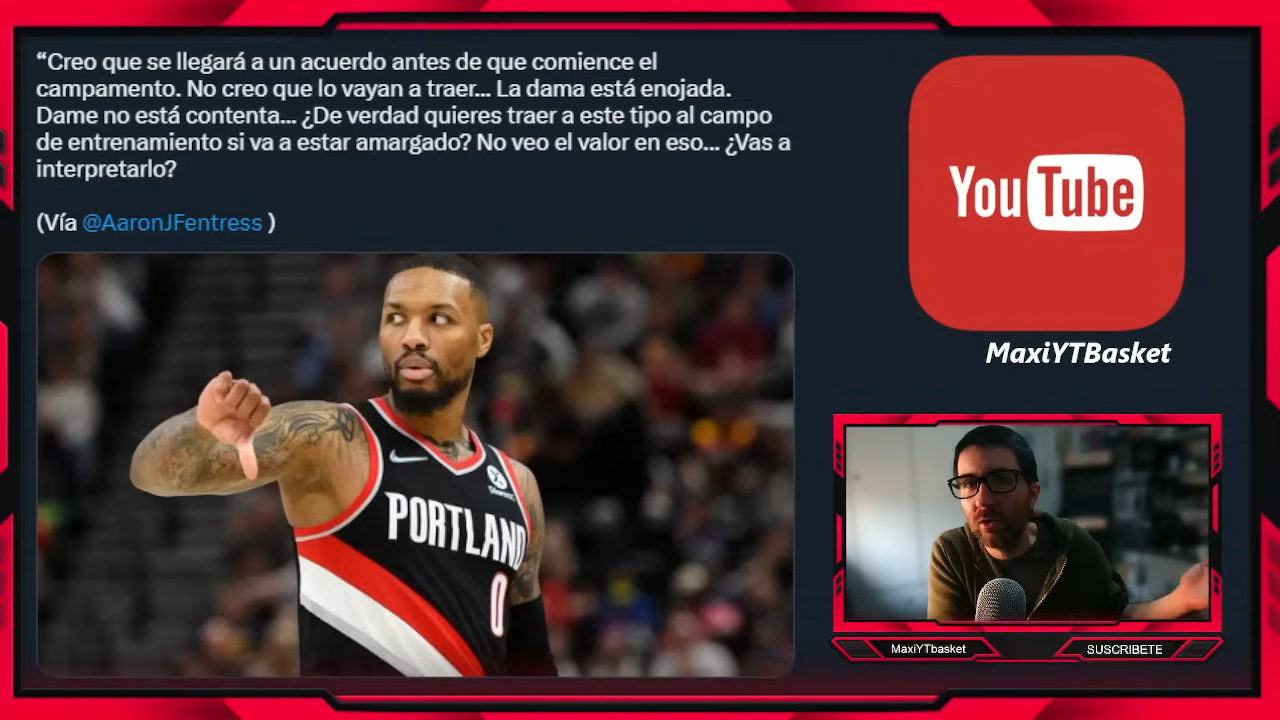 “Creo que se llegará a un acuerdo antes de que comience el
campamento. No creo que lo vayan a traer... La dama está enojada.
Dame no está contenta... ¿De verdad quieres traer a este tipo al campo
de entrenamiento si va a estar amargado? No veo el valor en eso... ¿Vas a
interpretarlo?
(Vía @AaronJFentress )
YouTube
MaxiYTBasket
PORTLAND
0
MaxiYTbasket
SUSCRIBETE